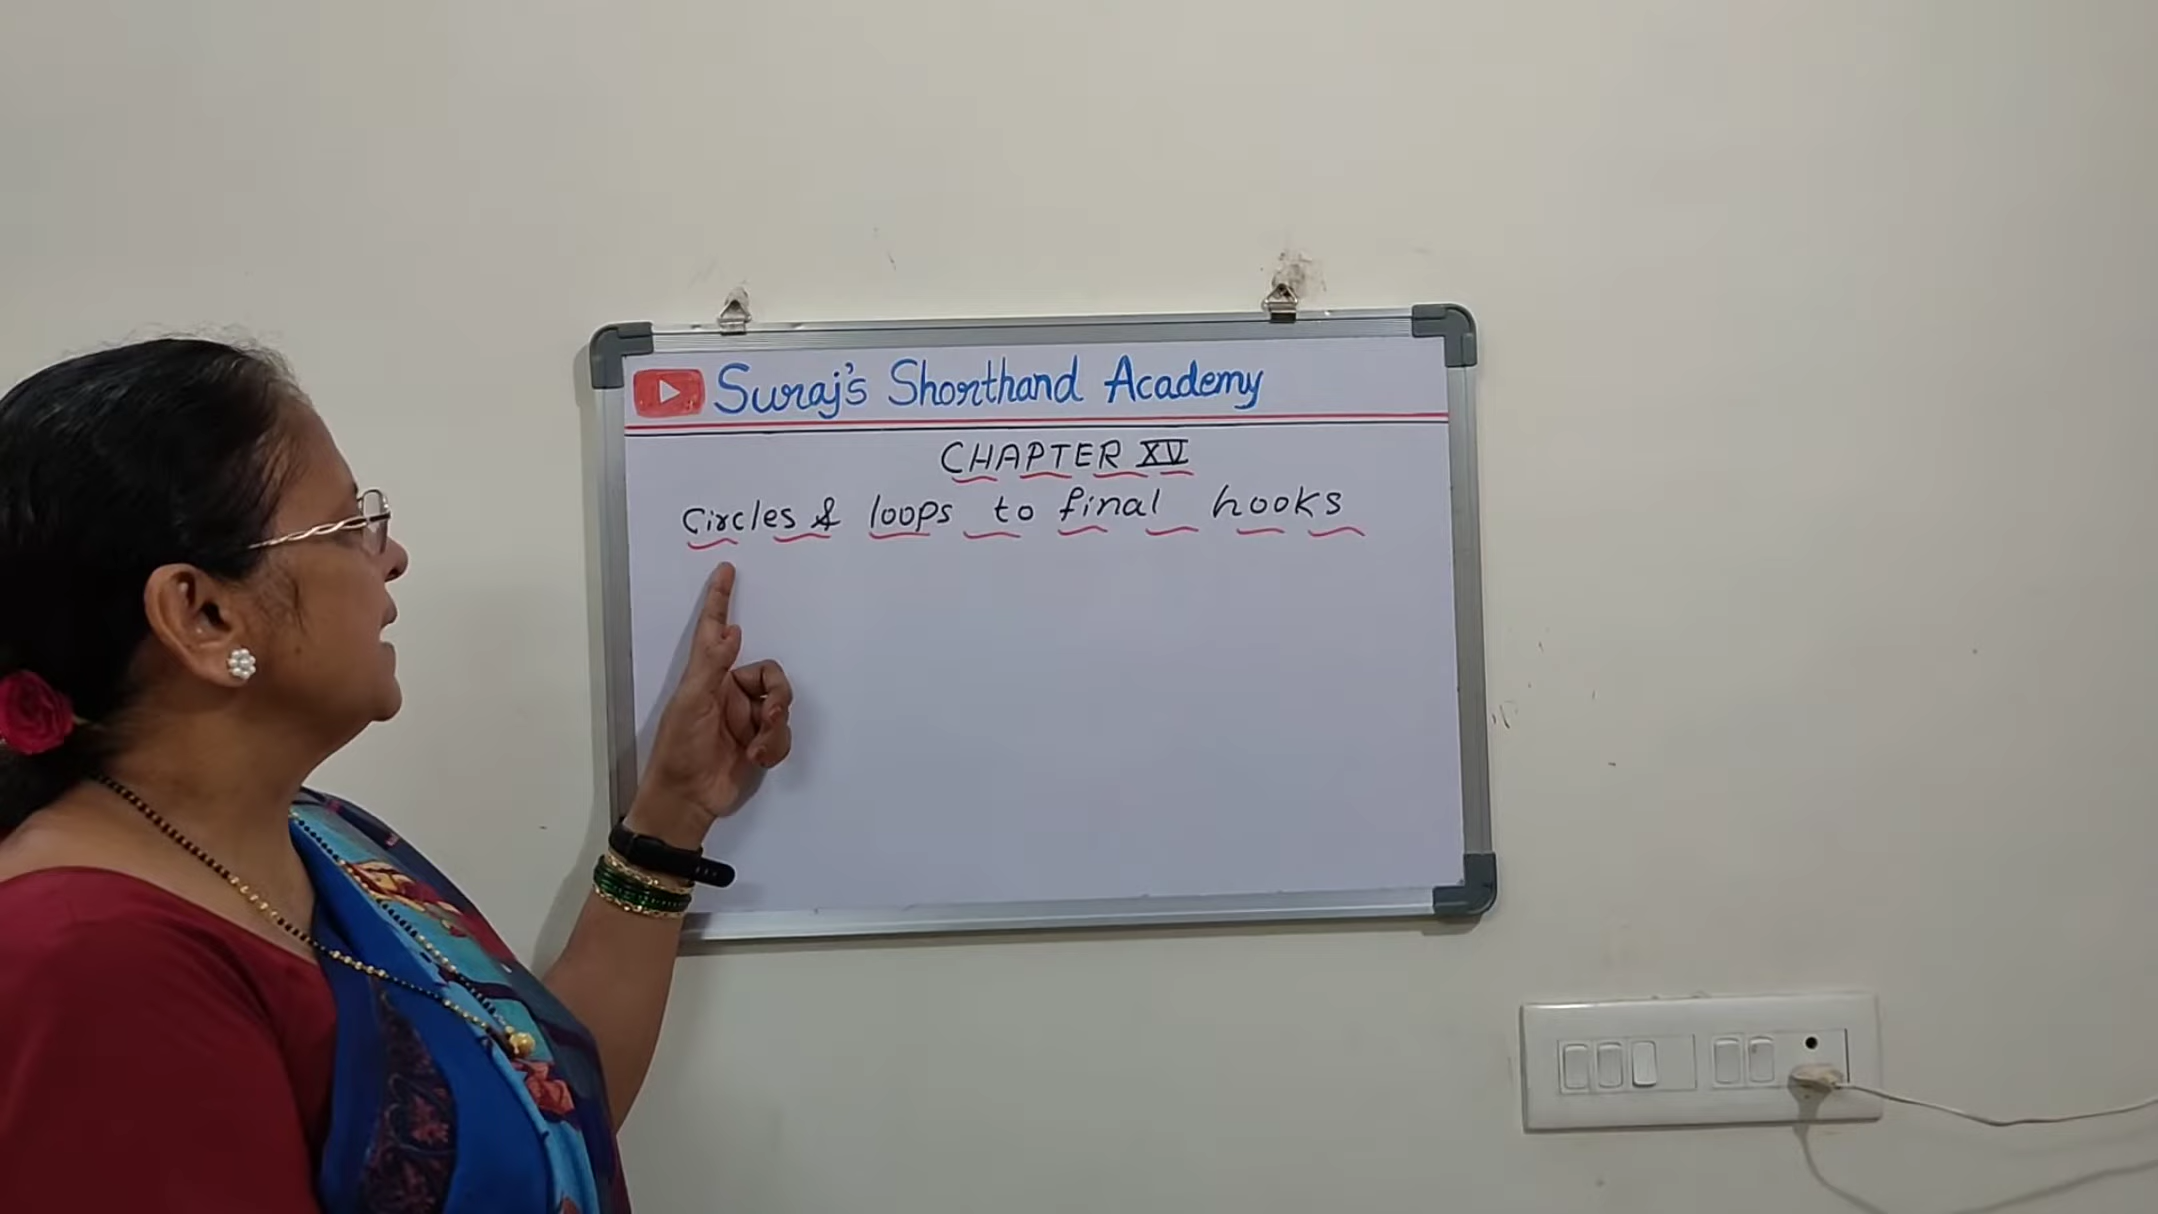 Suraj's Shorthand Academy
CHAPTER XV
Circles & loops to final hooks